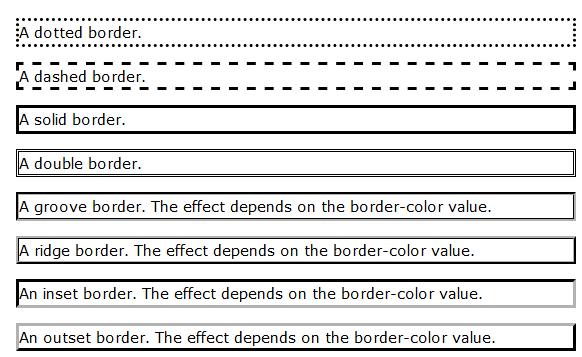 A dotted border.
A dashed border.
A solid border.
A double border.
A groove border. The effect depends on the border-color value.
A ridge border. The effect depends on the border-color value.
An inset border. The effect depends on the border-color value.
An outset border. The effect depends on the border-color value.